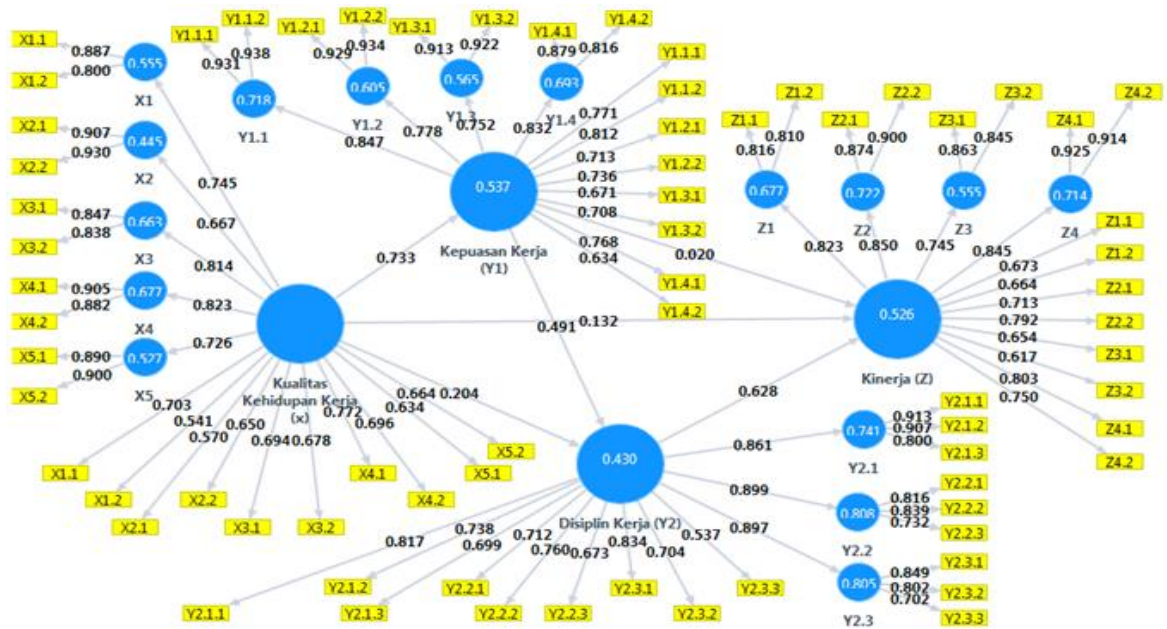 Y1.1.2
Y1.2.2
Y1.3.2
Y1.4.2
X1.1
Y1.1.1
Y1.2.1
Y1.3.1
Y1.4.1
0.887
0.800
X1.2
0.555
X1
0.931
0.938
0.718
Y1.1
0.929
0.934
0.605
Y1.2
0.913
0.922
0.565
Y1.3
0.879
0.816
0.693
Y1.4
X2.1
0.907
0.930
X2.2
0.445
X2
X3.1
0.847
0.838
X3.2
0.663
X3
X4.1
0.905
0.882
X4.2
0.677
X4
X5.1
0.890
0.900
X5.2
0.527
X5
0.745
0.667
0.814
0.823
0.726
0.847
0.778
0.752
0.832
0.537
Kepuasan Kerja
(Y1)
0.771
0.812
0.713
0.736
0.671
0.708
0.768
0.634
Y1.1.1
Y1.1.2
Y1.2.1
Y1.2.2
Y1.3.1
Y1.3.2
Y1.4.1
Y1.4.2
0.733
0.020
0.491
0.132
Z1.2
Z2.2
Z3.2
Z4.2
Z1.1
Z2.1
Z3.1
Z4.1
0.816
0.810
0.874
0.900
0.863
0.845
0.925
0.914
0.677
0.722
0.555
0.714
Z1
Z2
Z3
Z4
0.823
0.850
0.745
0.845
0.526
Kinerja (Z)
0.673
0.664
0.713
0.792
0.654
0.617
0.803
0.750
Z1.1
Z1.2
Z2.1
Z2.2
Z3.1
Z3.2
Z4.1
Z4.2
Kualitas
Kehidupan Kerja
(x)
0.703
0.541
0.570
0.650
0.694
0.678
0.772
0.696
0.634
0.664
0.204
X1.1
X1.2
X2.1
X2.2
X3.1
X3.2
X4.1
X4.2
X5.1
X5.2
0.628
0.430
Disiplin Kerja (Y2)
0.861
0.899
0.897
0.741
Y2.1
0.913
0.907
0.800
Y2.1.1
Y2.1.2
Y2.1.3
0.808
Y2.2
0.816
0.839
0.732
Y2.2.1
Y2.2.2
Y2.2.3
0.805
Y2.3
0.849
0.802
0.702
Y2.3.1
Y2.3.2
Y2.3.3
0.817
0.738
0.699
0.712
0.760
0.673
0.834
0.704
0.537
Y2.1.1
Y2.1.2
Y2.1.3
Y2.2.1
Y2.2.2
Y2.2.3
Y2.3.1
Y2.3.2
Y2.3.3